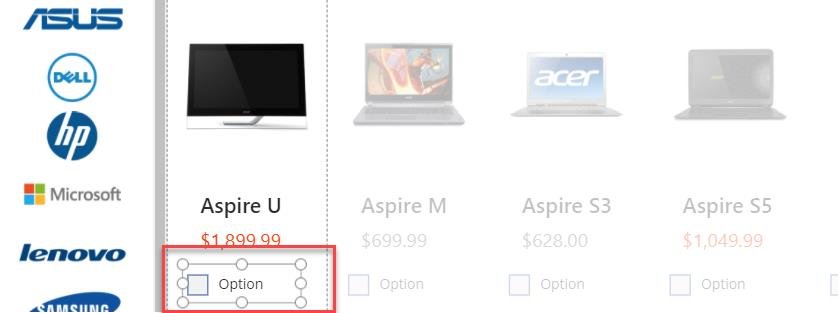 ASUS
DELL
hp
Microsoft
lenovo
SAMSUNG
acer
Aspire U
Aspire M
Aspire S3
Aspire S5
$1,899.99
$699.99
$628.00
$1,049.99
Option
Option
Option
Option